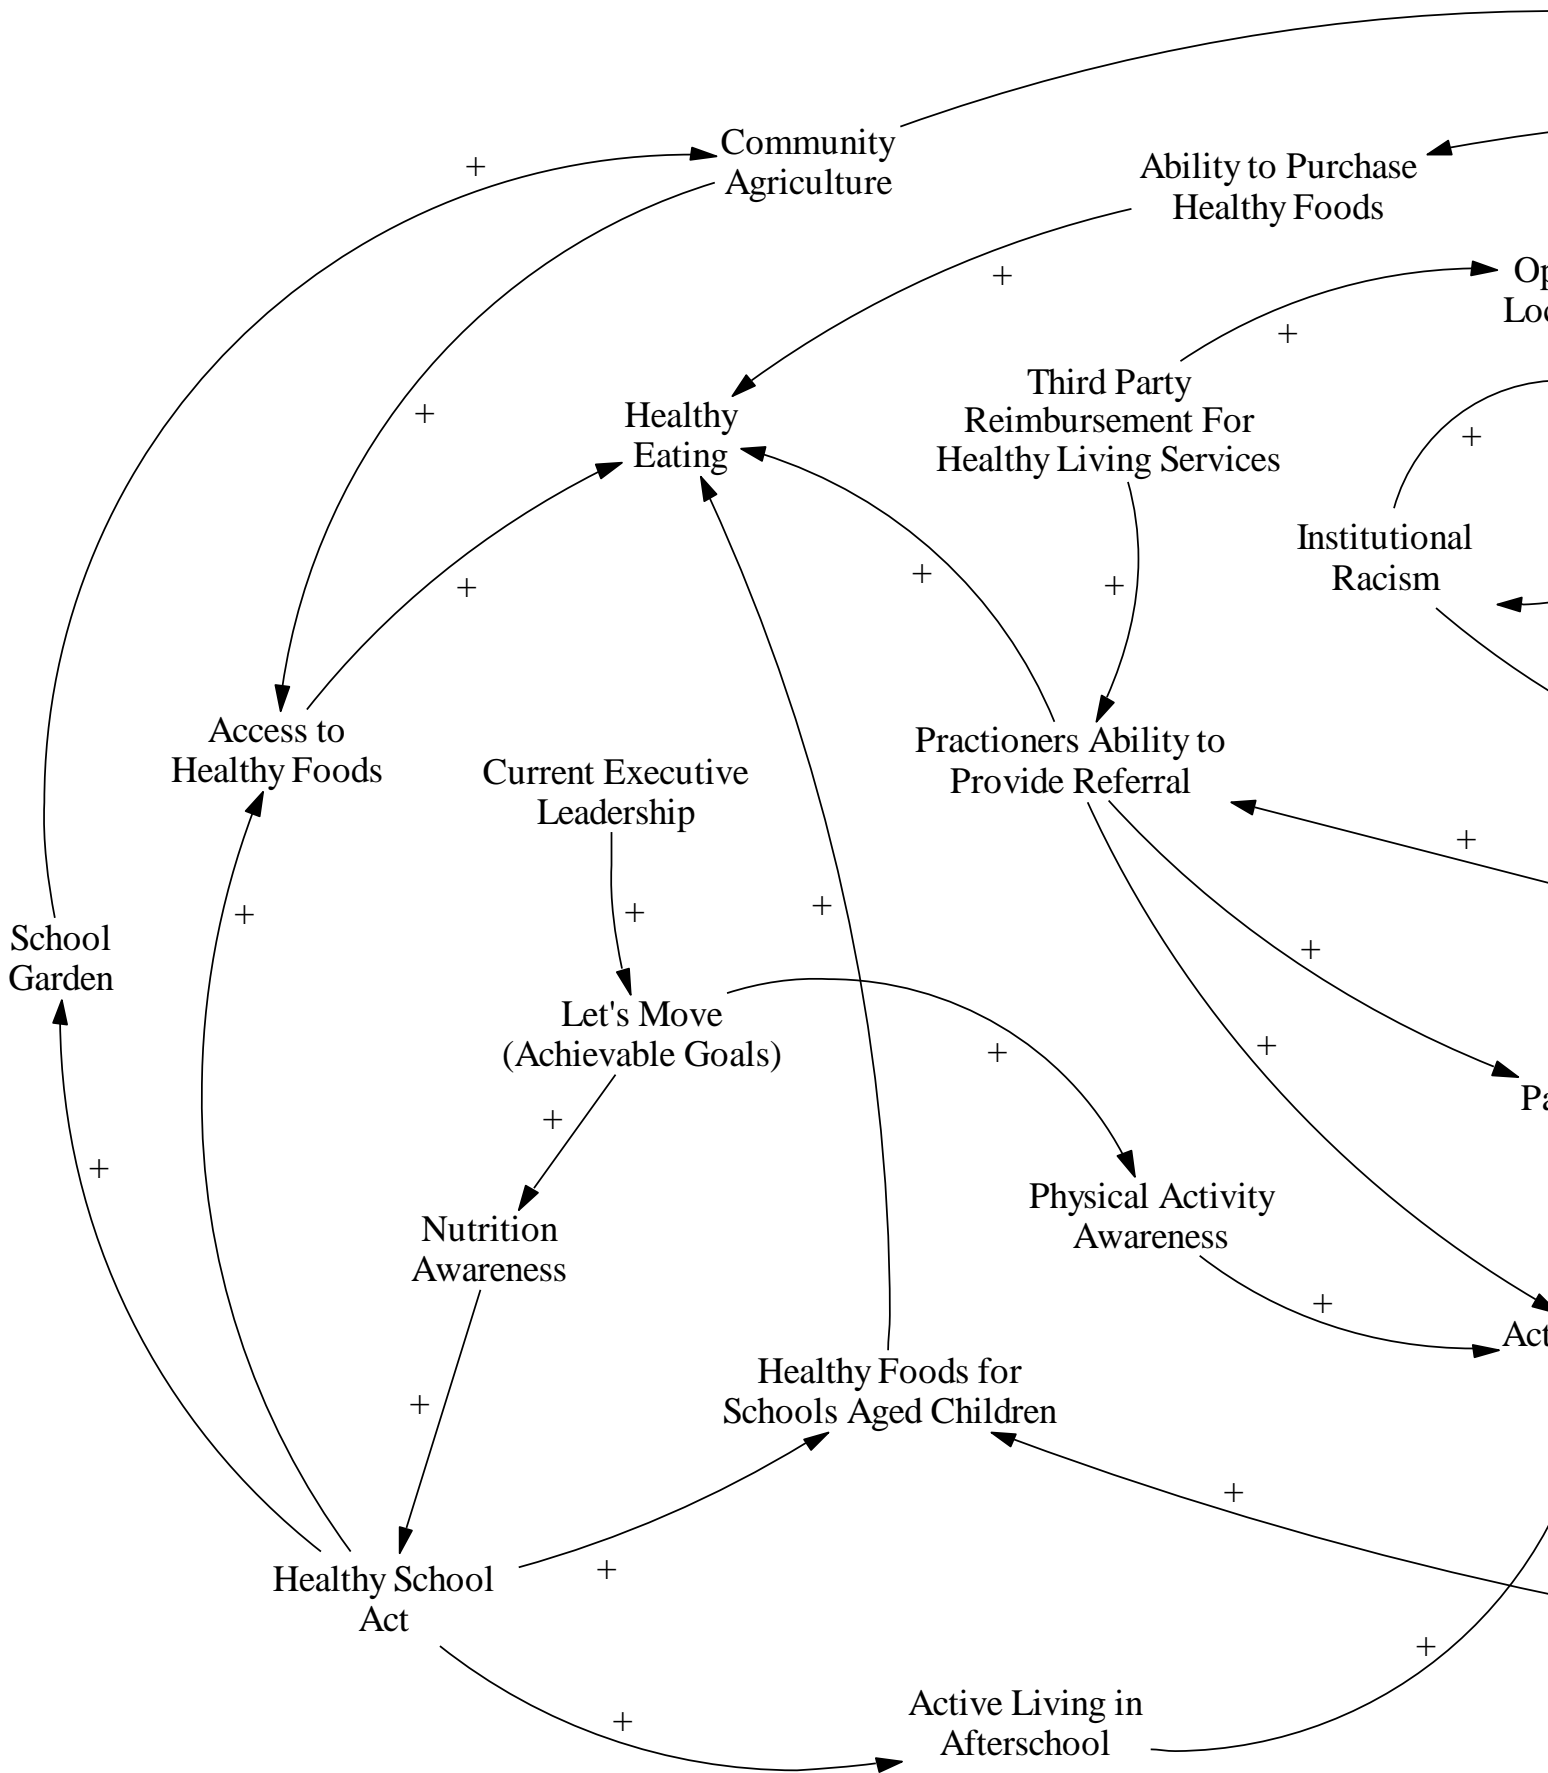 Community
Agriculture
Ability to Purchase
Healthy Foods
+
+
+
Third Party
Reimbursement For
Healthy Living Services
+
Healthy
Eating
+
+
Institutional
Racism
+
+
+
Access to
Healthy Foods
Current Executive
Leadership
Practioners Ability to
Provide Referral
+
+
+
+
School
Garden
+
Let's Move
(Achievable Goals)
+
+
+
+
Physical Activity
Awareness
Nutrition
Awareness
+
+
Healthy Foods for
Schools Aged Children
+
+
Healthy School
Act
+
+
Active Living in
Afterschool